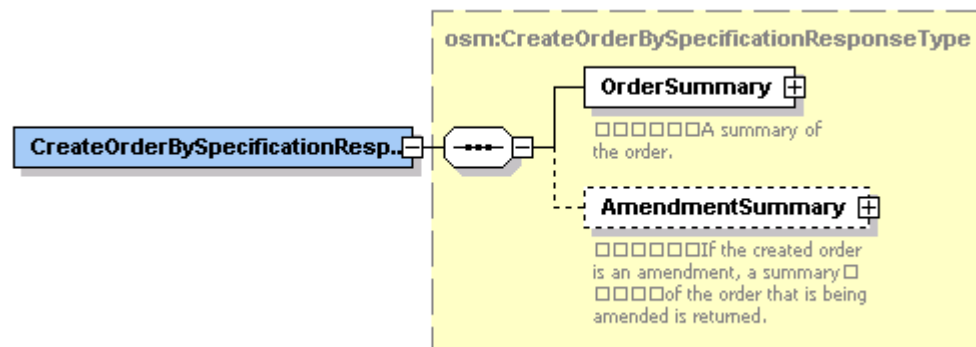 osm:CreateOrderBySpecificationResponseType
OrderSummary
□□□□□□A summary of
the order.
CreateOrderBySpecificationResp..
AmendmentSummary
□□□□□□If the created order
is an amendment, a summary□
□□□□of the order that is being
amended is returned.